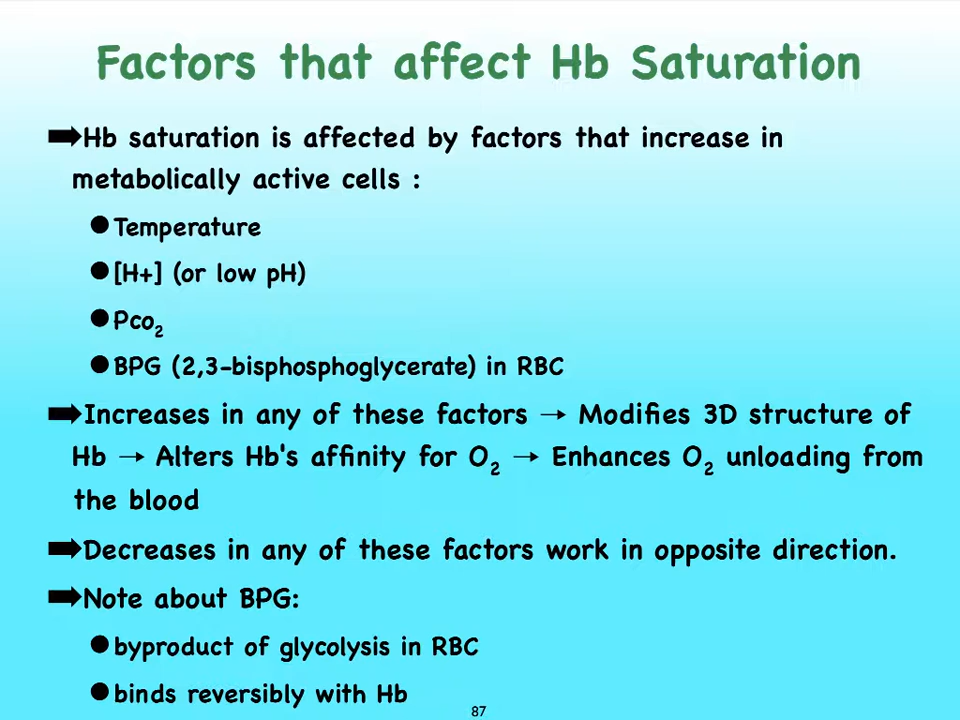 Factors that affect Hb Saturation
➡Hb saturation is affected by factors that increase in
metabolically active cells :
●Temperature
●[H+] (or low pH)
●Pco₂
●BPG (2,3-bisphosphoglycerate) in RBC
➡Increases in any of these factors → Modifies 3D structure of
Hb → Alters Hb's affinity for O₂ → Enhances O₂ unloading from
the blood
➡Decreases in any of these factors work in opposite direction.
➡Note about BPG:
●byproduct of glycolysis in RBC
●binds reversibly with Hb
87